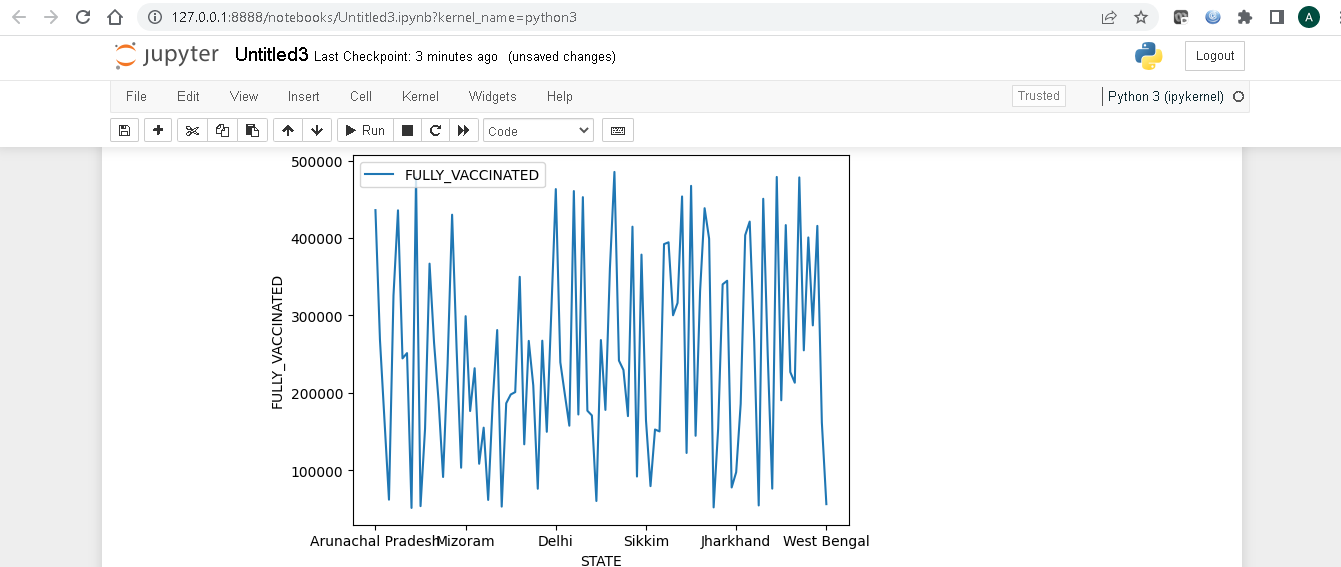 127.0.0.1:8888/notebooks/Untitled3.ipynb?kernel_name=python3
A
jupyter Untitled3 Last Checkpoint: 3 minutes ago (unsaved changes) Logout
File Edit View Insert Cell Kernel Widgets Help Trusted Python 3 (ipykernel)
Run Code
FULLY_VACCINATED
500000
400000
300000
200000
100000
FULLY_VACCINATED
Arunachal Pradesh Mizoram Delhi Sikkim Jharkhand West Bengal
STATE